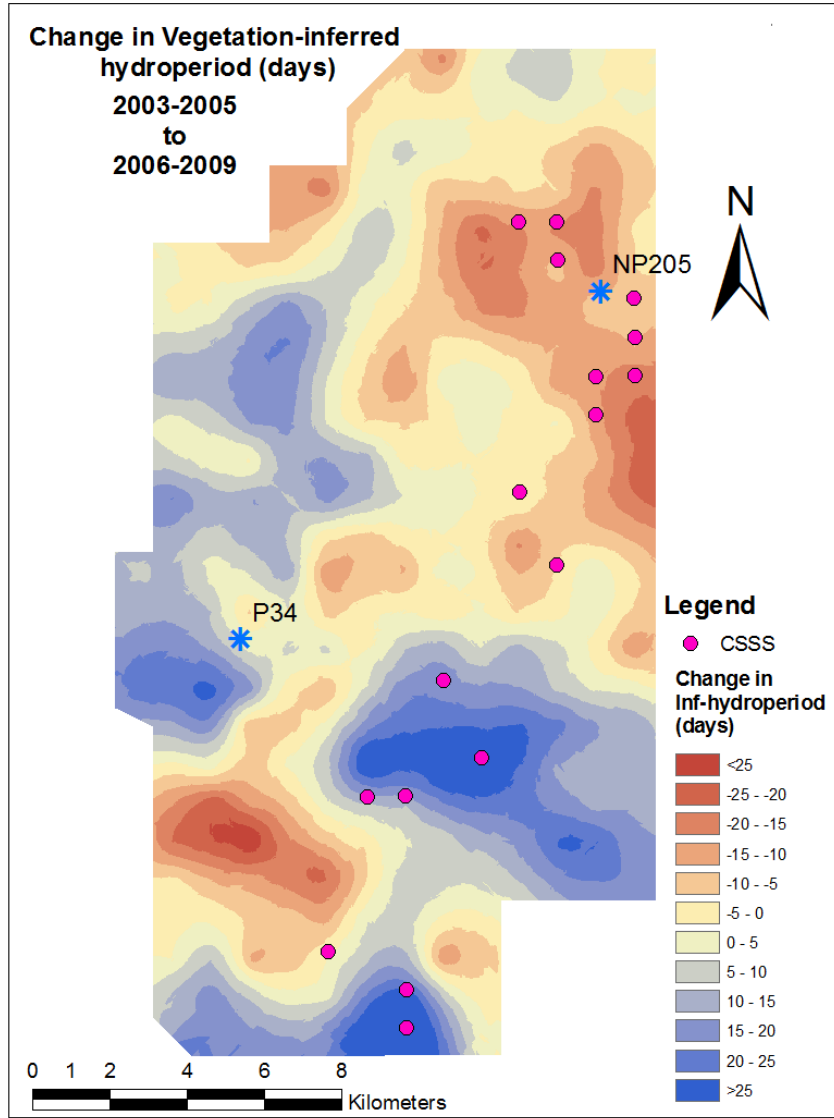 Change in Vegetation-inferred
hydroperiod (days)
2003-2005
to
2006-2009
N
NP205
P34
Legend
CSSS
Change in
Inf-hydroperiod
(days)
<25
-25 - -20
-20 - -15
-15 - -10
-10 - -5
-5 - 0
0 - 5
5 - 10
10 - 15
15 - 20
20 - 25
>25
0 1 2 4 6 8
Kilometers